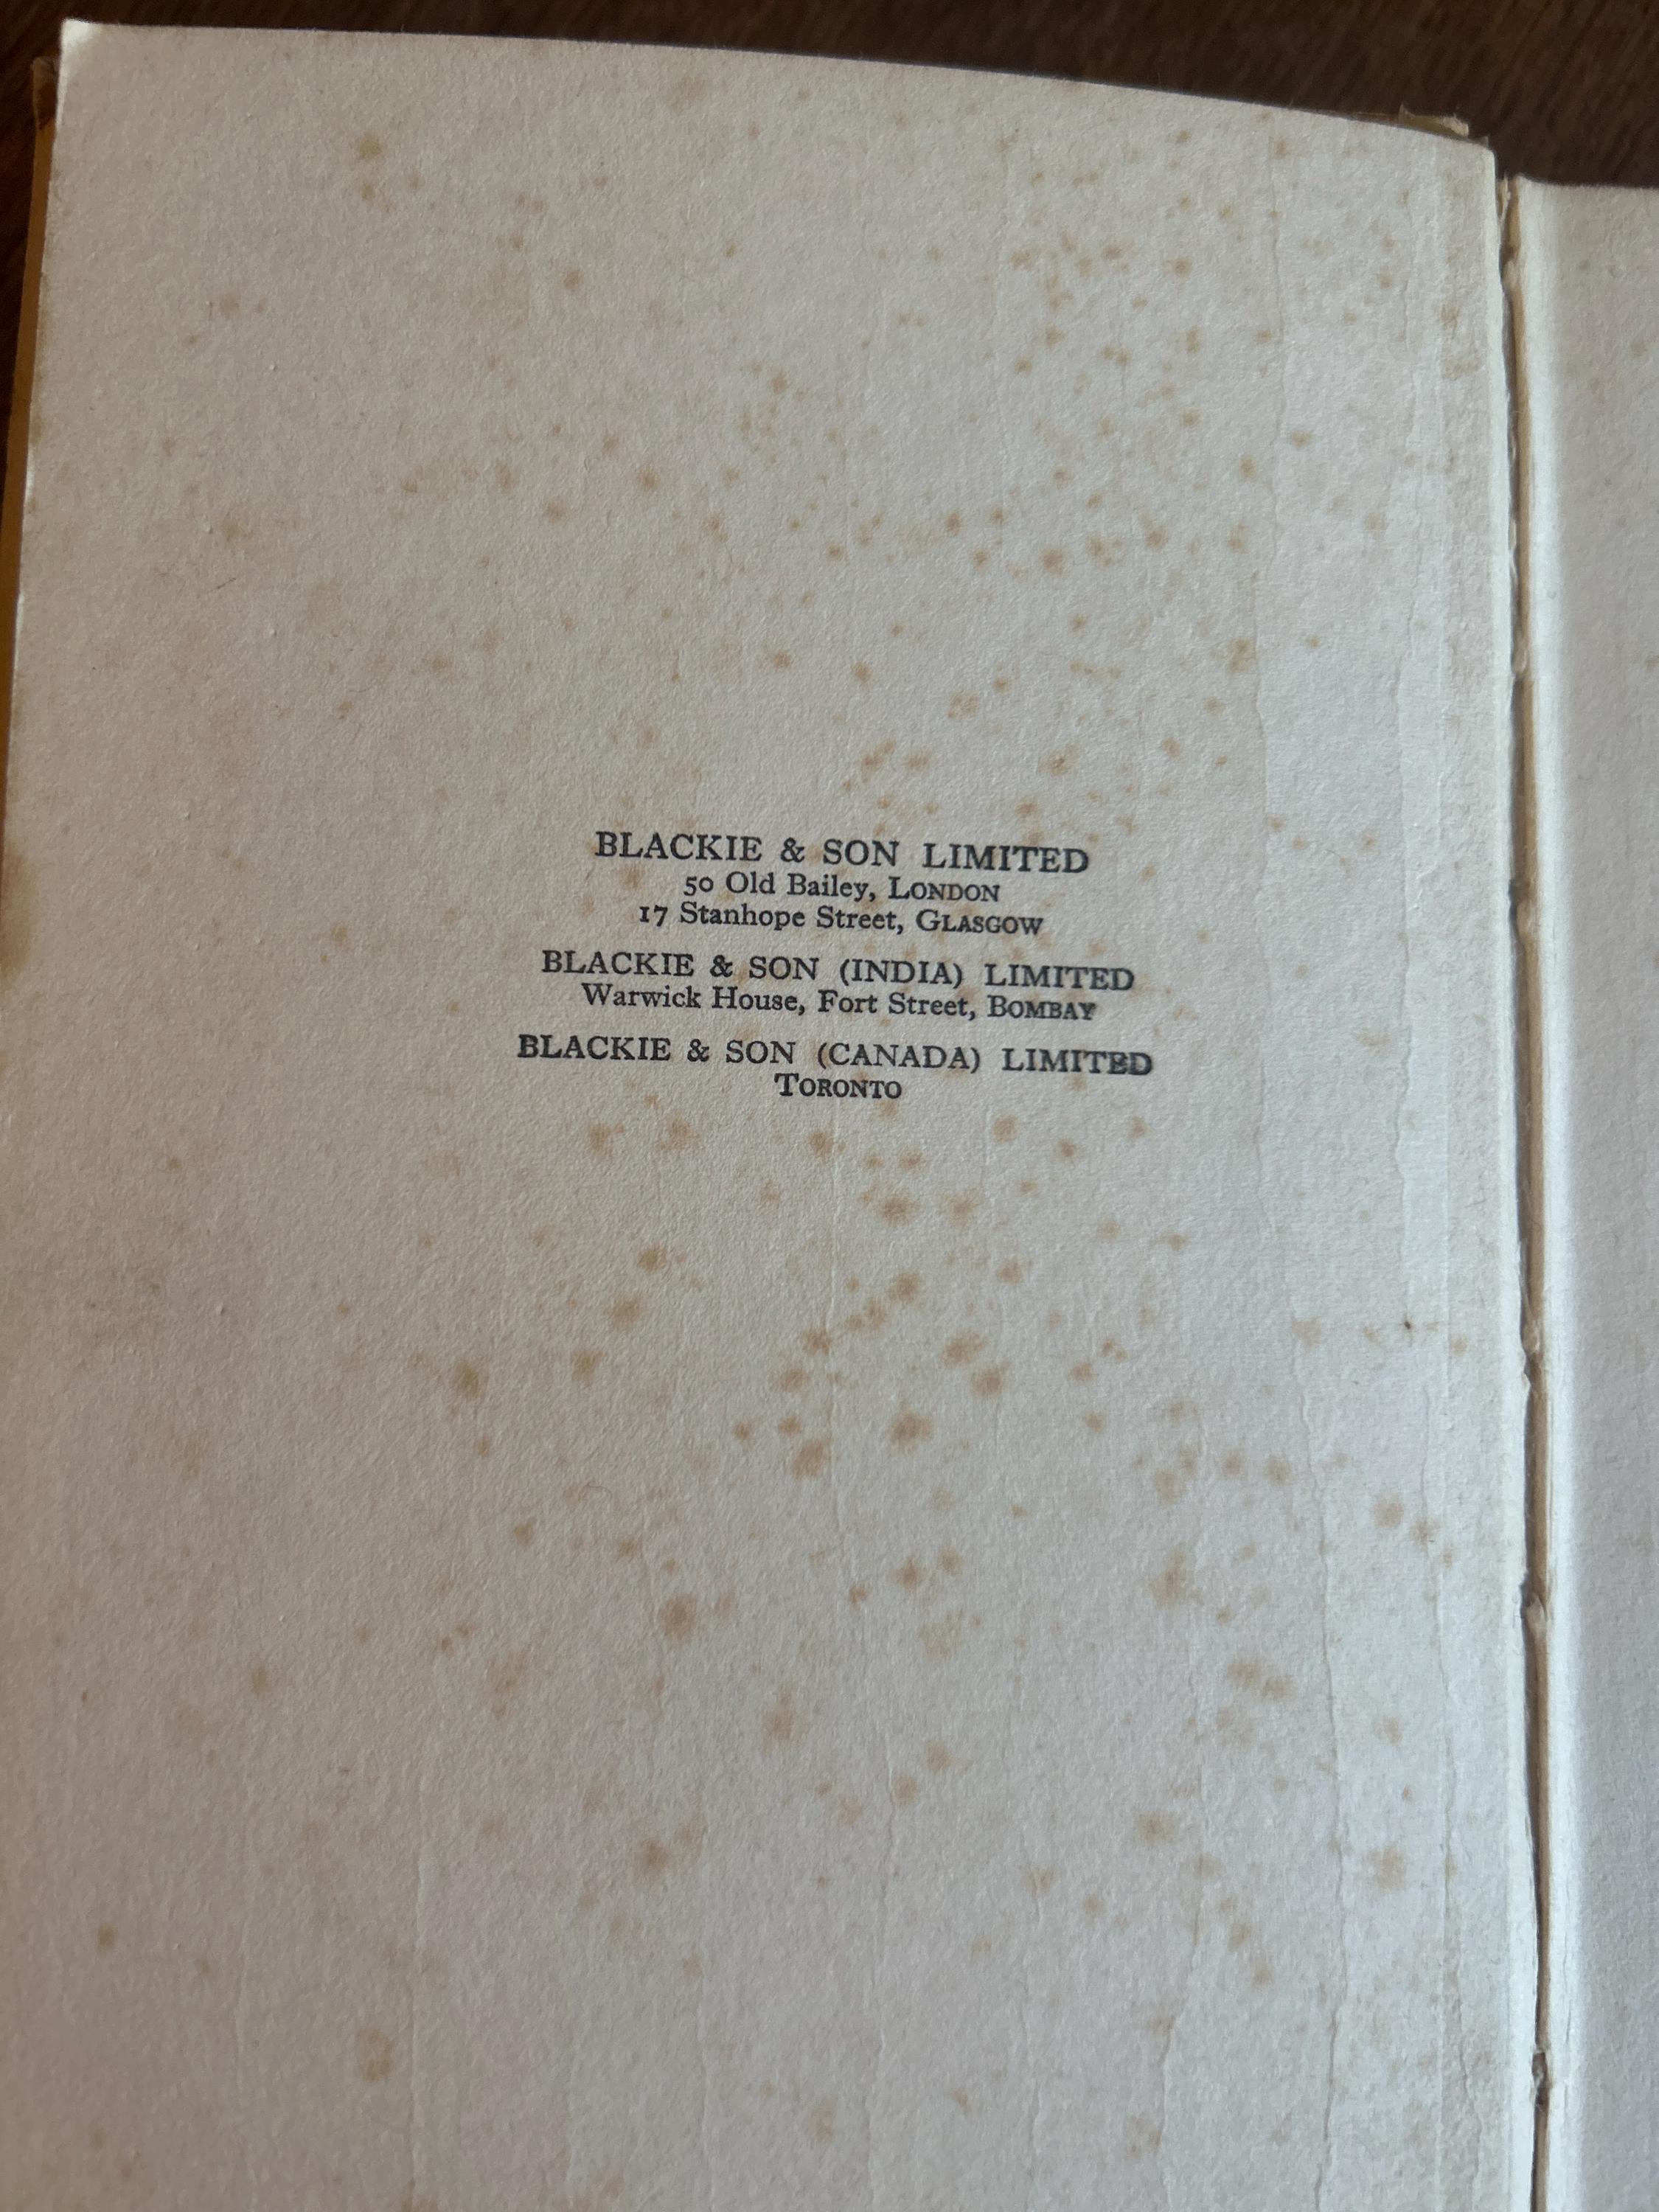 BLACKIE & SON LIMITED
50 Old Bailey, LONDON
17 Stanhope Street, GLASGOW
BLACKIE & SON (INDIA) LIMITED
Warwick House, Fort Street, BOMBAY
BLACKIE & SON (CANADA) LIMITED
TORONTO